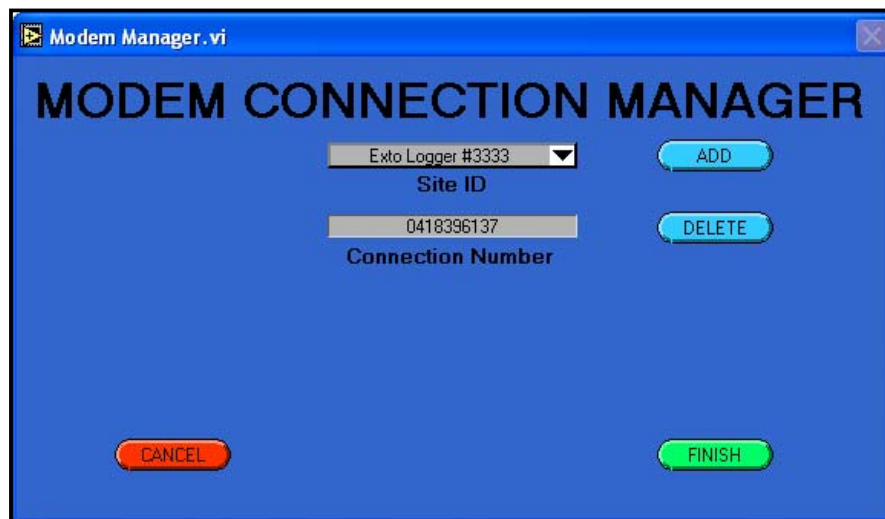 Modem Manager.vi
MODEM CONNECTION MANAGER
Exto Logger #3333
ADD
Site ID
0418396137
DELETE
Connection Number
CANCEL
FINISH